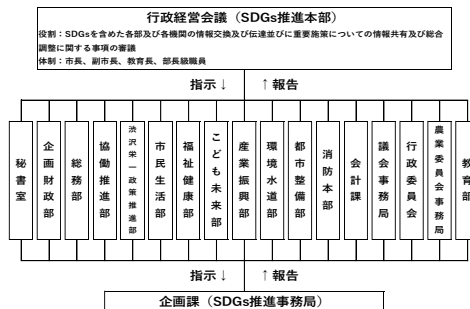 行政経営会議（SDGs推進本部）
役割：SDGsを含めた各部及び各機関の情報交換及び伝達並びに重要施策についての情報共有及び総合
調整に関する事項の審議
体制：市長、副市長、教育長、部長級職員
指示↓ ↑報告
秘書室
企画財政部
総務部
協働推進部
渋沢栄一政策推進部
市民生活部
福祉健康部
こども未来部
産業振興部
環境水道部
都市整備部
消防本部
会計課
議会事務局
行政委員会
農業委員会事務局
教育部
指示↓ ↑報告
企画課（SDGs推進事務局）